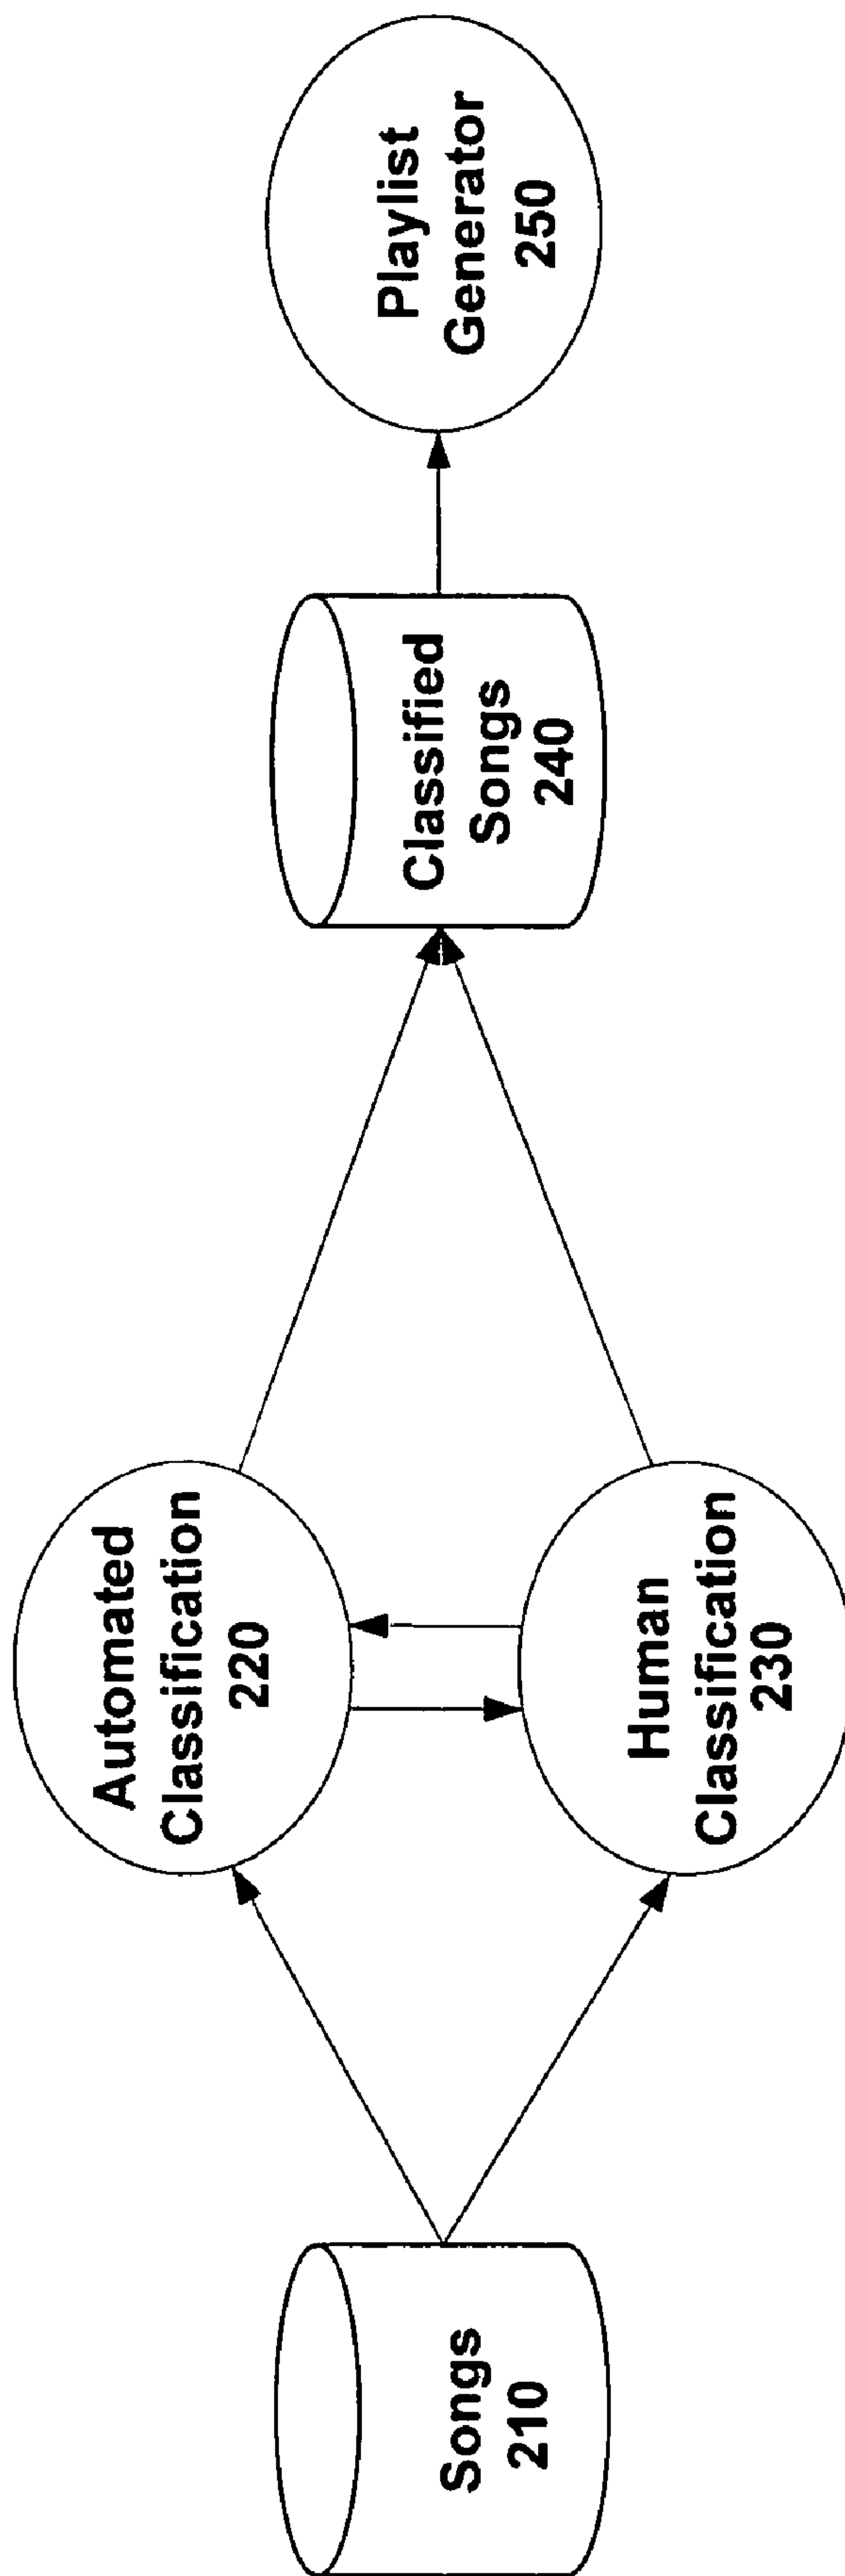 Songs
210
Automated
Classification
220
Human
Classification
230
Classified
Songs
240
Playlist
Generator
250